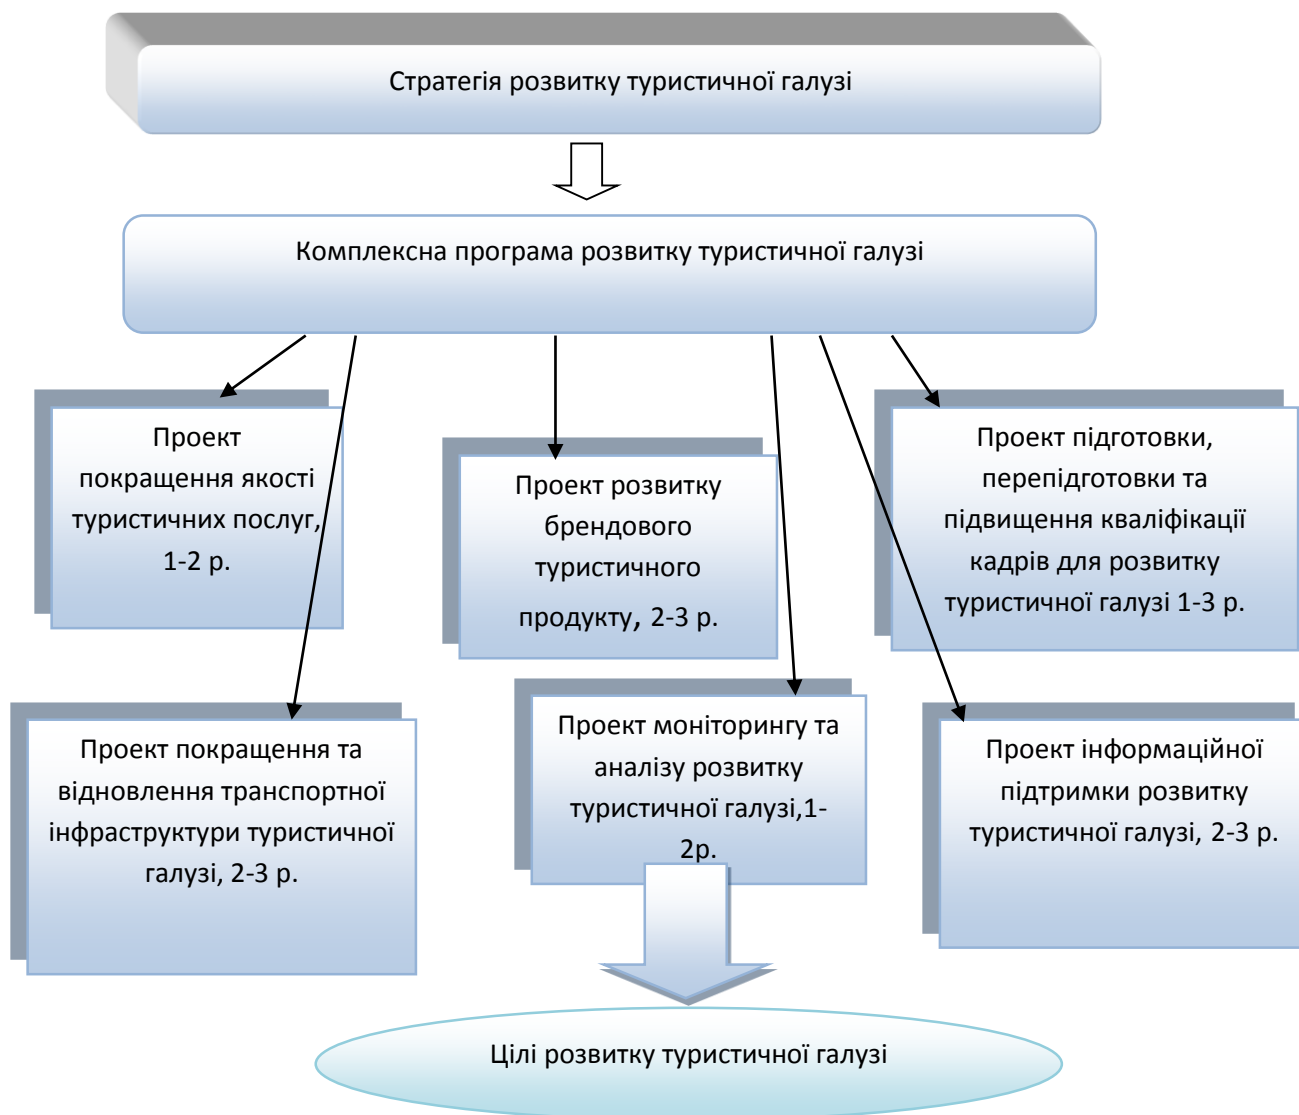 Стратегія розвитку туристичної галузі
Комплексна програма розвитку туристичної галузі
Проект
покращення якості
туристичних послуг,
1-2 р.
Проект розвитку
брендового
туристичного
продукту, 2-3 р.
Проект підготовки,
перепідготовки та
підвищення кваліфікації
кадрів для розвитку
туристичної галузі 1-3 р.
Проект покращення та
відновлення транспортної
інфраструктури туристичної
галузі, 2-3 р.
Проект моніторингу та
аналізу розвитку
туристичної галузі,1-
2р.
Проект інформаційної
підтримки розвитку
туристичної галузі, 2-3 р.
Цілі розвитку туристичної галузі